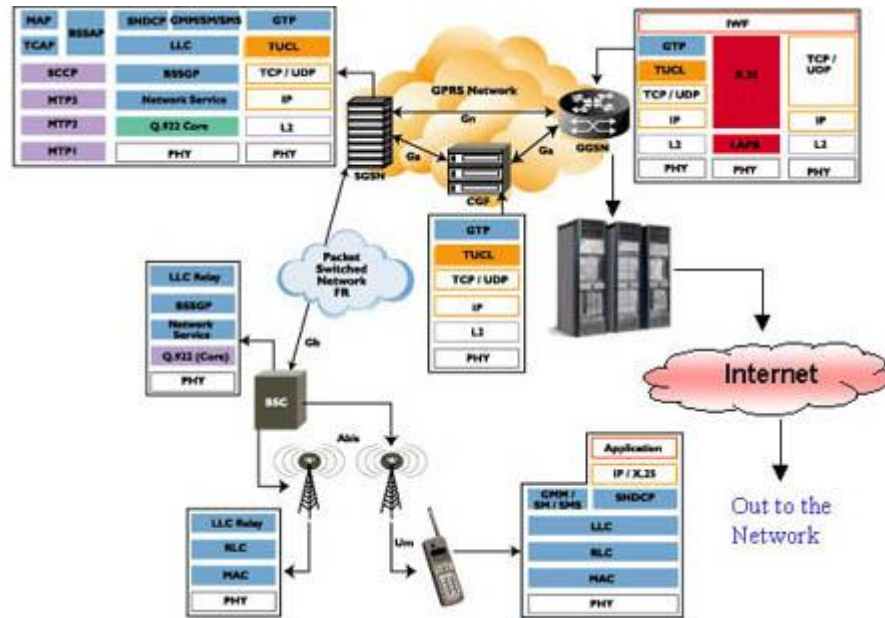 MAP
BSSAP
SNDCP
GMM/SM/SMS
GTP
TCAP
LLC
TUCL
SCCP
BSSGP
TCP / UDP
MTP3
Network Service
IP
MTP2
Q.922 Core
L2
MTP1
PHY
PHY
SGSN
GPRS Network
Gn
Ga
Ga
CGF
GGSN
IWF
GTP
X.25
TCP /
UDP
TUCL
TCP / UDP
IP
IP
L2
LAPB
L2
PHY
PHY
PHY
GTP
TUCL
TCP / UDP
IP
L2
PHY
Packet
Switched
Network
FR
Gb
LLC Relay
BSSGP
Network
Service
Q.922 (Core)
PHY
BSC
Abis
Um
LLC Relay
RLC
MAC
PHY
Application
IP / X.25
GMM /
SM / SMS
SNDCP
LLC
RLC
MAC
PHY
Internet
Out to the
Network